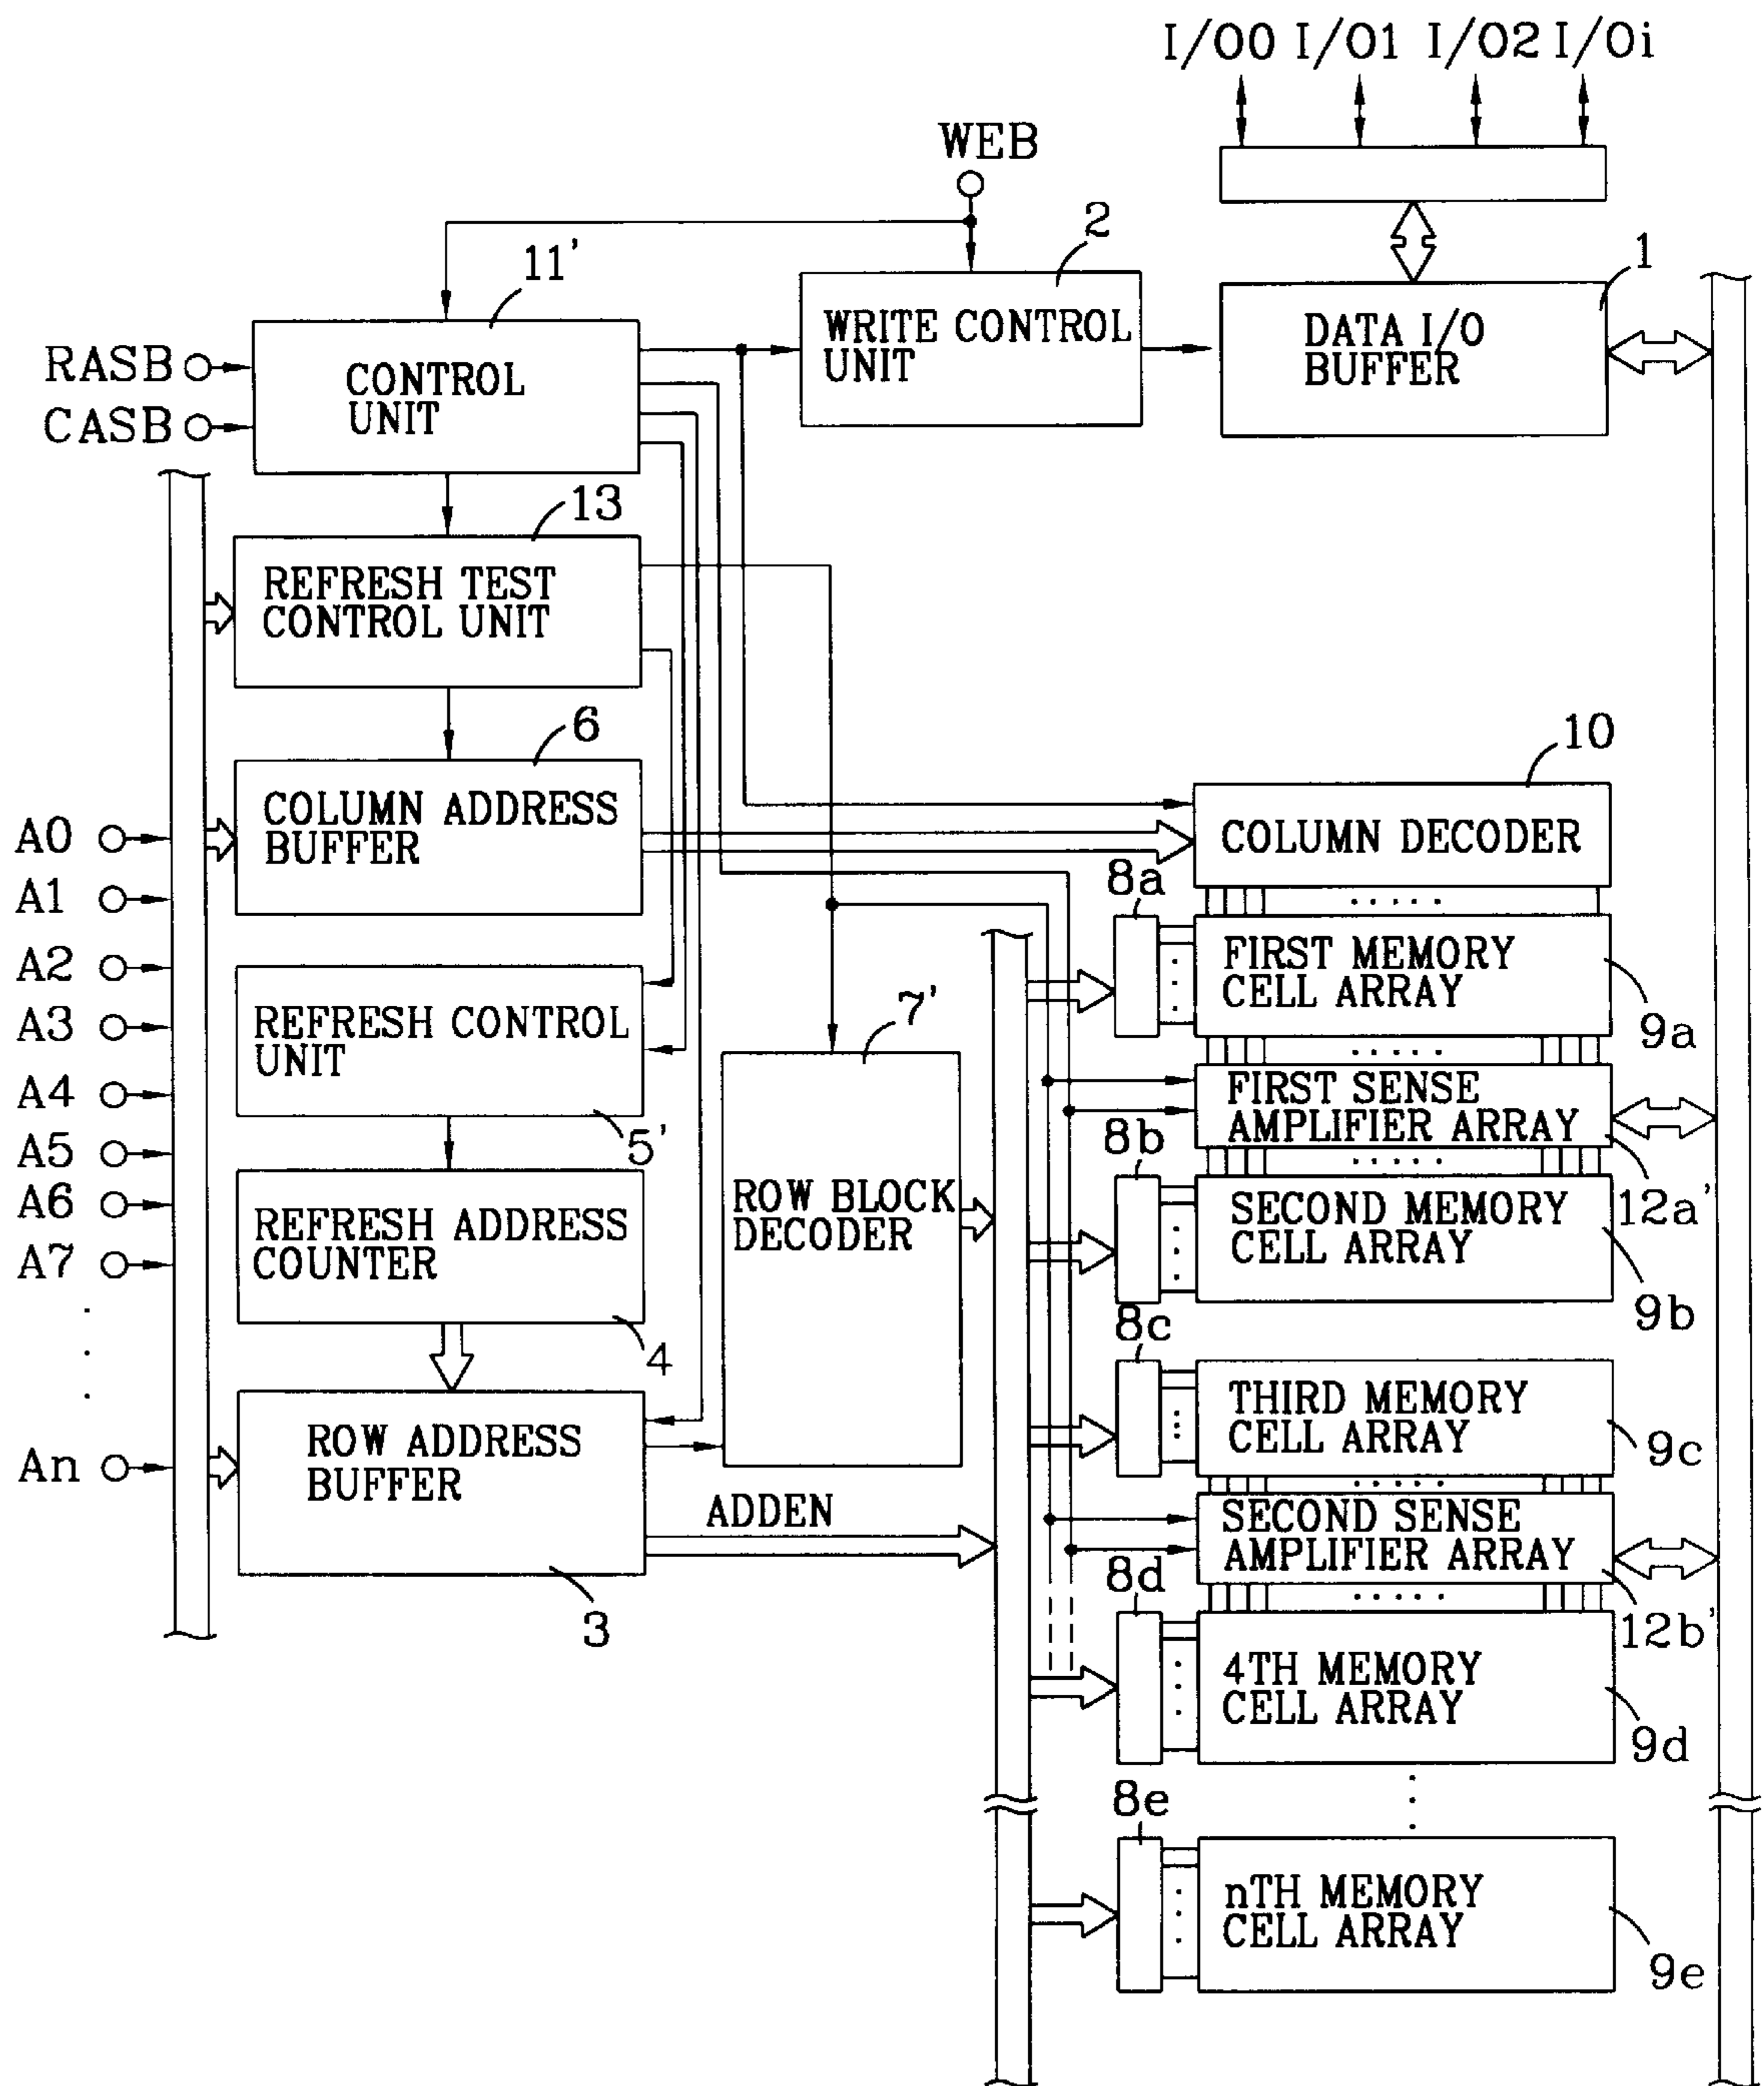 I/O0 I/O1 I/O2 I/Oi
WEB
2
11'
1
WRITE CONTROL
UNIT
DATA I/O
BUFFER
RASB
CASB
CONTROL
UNIT
13
REFRESH TEST
CONTROL UNIT
6
10
COLUMN ADDRESS
BUFFER
COLUMN DECODER
A0
A1
A2
A3
A4
A5
A6
A7
An
8a
FIRST MEMORY
CELL ARRAY
9a
REFRESH CONTROL
UNIT
5'
7'
FIRST SENSE
AMPLIFIER ARRAY
12a'
8b
REFRESH ADDRESS
COUNTER
4
ROW BLOCK
DECODER
SECOND MEMORY
CELL ARRAY
9b
8c
THIRD MEMORY
CELL ARRAY
9c
ROW ADDRESS
BUFFER
3
ADDEN
SECOND SENSE
AMPLIFIER ARRAY
12b'
8d
4TH MEMORY
CELL ARRAY
9d
8e
nTH MEMORY
CELL ARRAY
9e